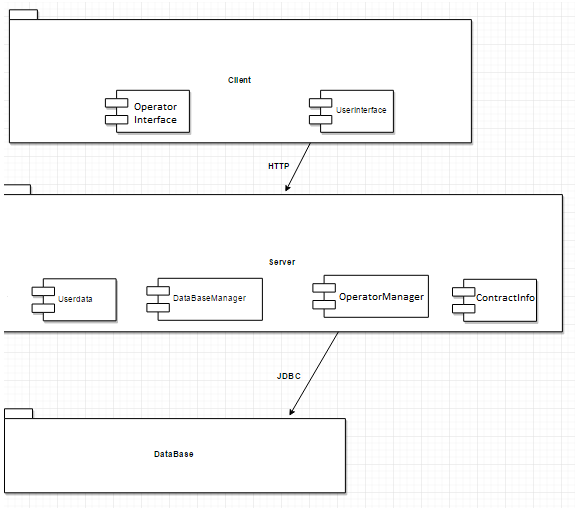 Client
Operator
Interface
UserInterface
HTTP
Server
Userdata
DataBaseManager
OperatorManager
ContractInfo
JDBC
DataBase